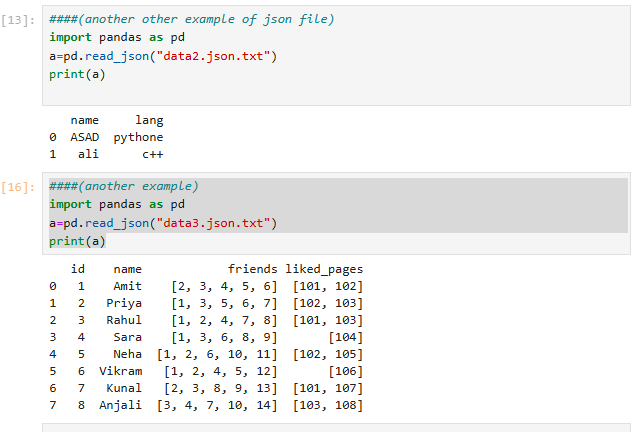 [13]: ####(another other example of json file)
import pandas as pd
a=pd.read_json("data2.json.txt")
print(a)
name lang
0 ASAD pythone
1 ali c++
[16]: ####(another example)
import pandas as pd
a=pd.read_json("data3.json.txt")
print(a)
id name friends liked_pages
0 1 Amit [2, 3, 4, 5, 6] [101, 102]
1 2 Priya [1, 3, 5, 6, 7] [102, 103]
2 3 Rahul [1, 2, 4, 7, 8] [101, 103]
3 4 Sara [1, 3, 6, 8, 9] [104]
4 5 Neha [1, 2, 6, 10, 11] [102, 105]
5 6 Vikram [1, 2, 4, 5, 12] [106]
6 7 Kunal [2, 3, 8, 9, 13] [101, 107]
7 8 Anjali [3, 4, 7, 10, 14] [103, 108]